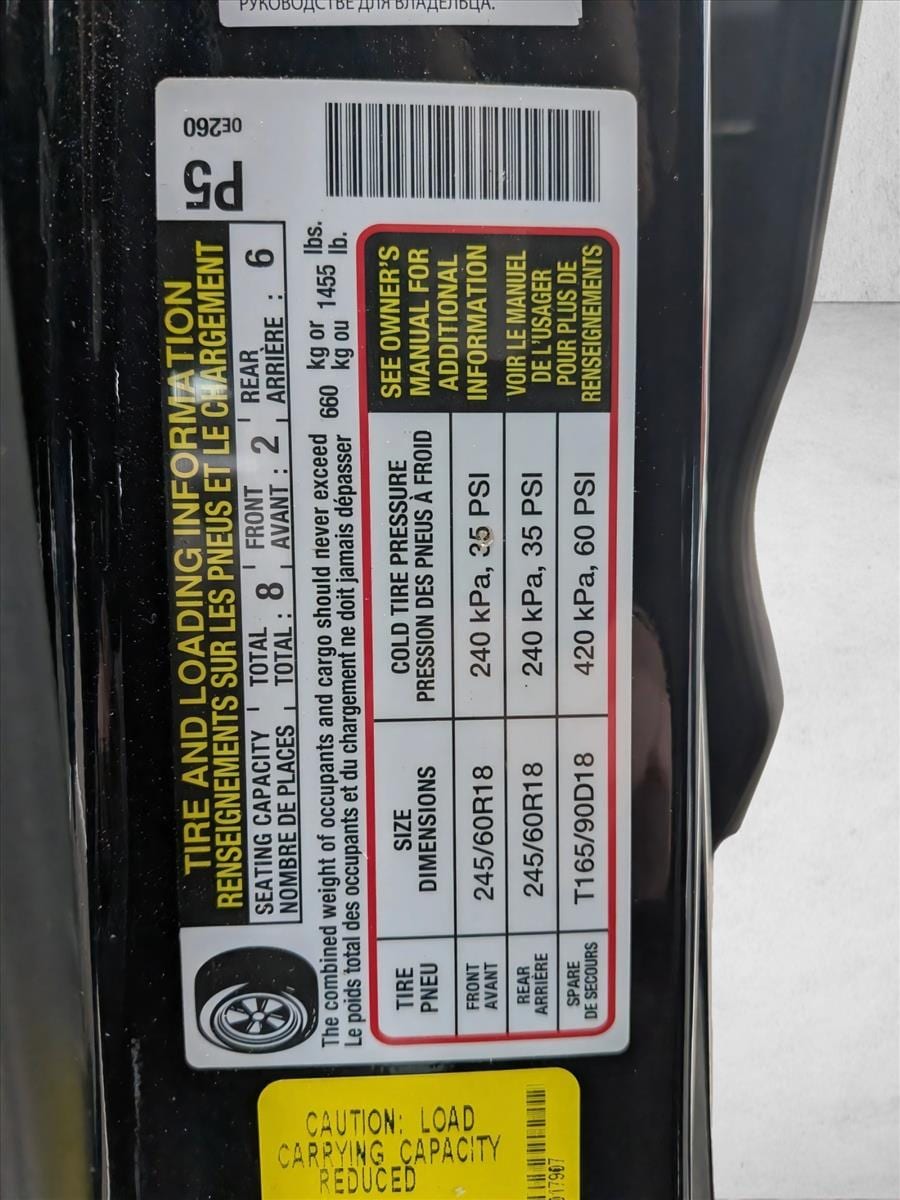 РУКОВОДСТВЕ ДЛЯ ВЛАДЕЛЬЦА.
TIRE AND LOADING INFORMATION
RENSEIGNEMENTS SUR LES PNEUS ET LE CHARGEMENT
P5
OE260
SEATING CAPACITY TOTAL 8 FRONT 2 REAR 6
NOMBRE DE PLACES TOTAL : AVANT : ARRIÈRE :
The combined weight of occupants and cargo should never exceed 660 kg or 1455 lbs.
Le poids total des occupants et du chargement ne doit jamais dépasser kg ou lb.
TIRE SIZE COLD TIRE PRESSURE
PNEU DIMENSIONS PRESSION DES PNEUS À FROID
FRONT
AVANT
245/60R18 240 kPa, 35 PSI
REAR
ARRIÈRE
245/60R18 240 kPa, 35 PSI
SPARE
DE SECOURS
T165/90D18 420 kPa, 60 PSI
SEE OWNER'S
MANUAL FOR
ADDITIONAL
INFORMATION
VOIR LE MANUEL
DE L'USAGER
POUR PLUS DE
RENSEIGNEMENTS
CAUTION: LOAD
CARRYING CAPACITY
REDUCED